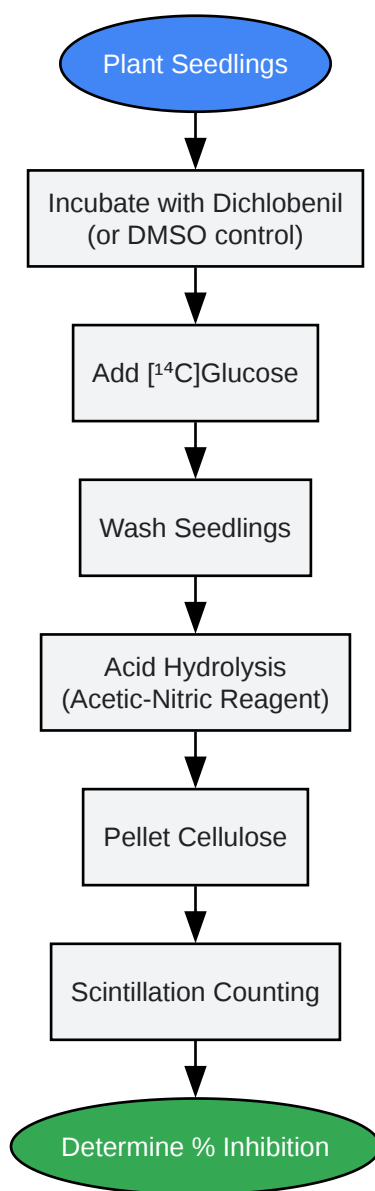 Plant Seedlings
Incubate with Dichlobenil
(or DMSO control)
Add [¹⁴C]Glucose
Wash Seedlings
Acid Hydrolysis
(Acetic-Nitric Reagent)
Pellet Cellulose
Scintillation Counting
Determine % Inhibition